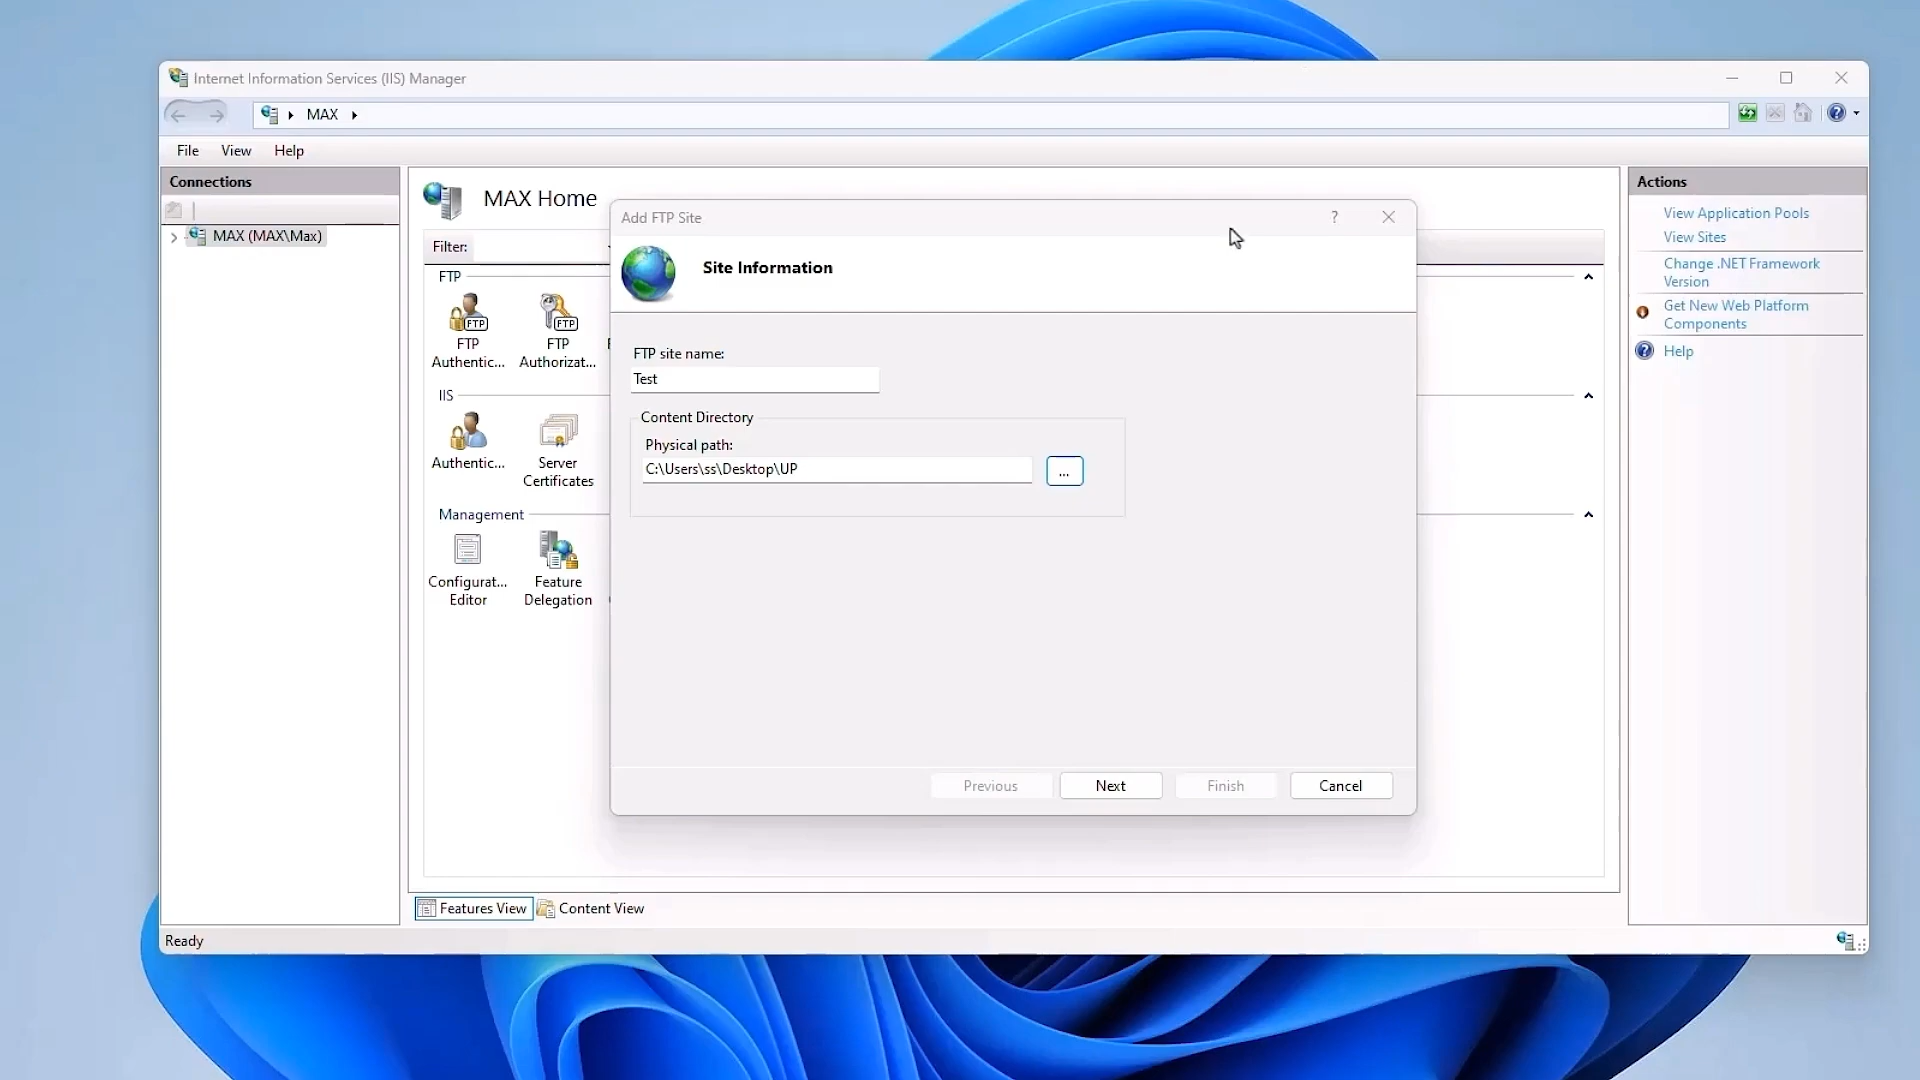 Internet Information Services (IIS) Manager
MAX
File View Help
Connections
MAX (MAX\Max)
MAX Home
Filter:
FTP
FTP
FTP
Authentic...
FTP
FTP
Authorizat...
IIS
Authentic...
Server
Certificates
Management
Configurat...
Editor
Feature
Delegation
Add FTP Site
?
Site Information
FTP site name:
Test
Content Directory
Physical path:
C:\Users\ss\Desktop\UP
...
Previous
Next
Finish
Cancel
Actions
View Application Pools
View Sites
Change .NET Framework
Version
Get New Web Platform
Components
Help
Features View
Content View
Ready